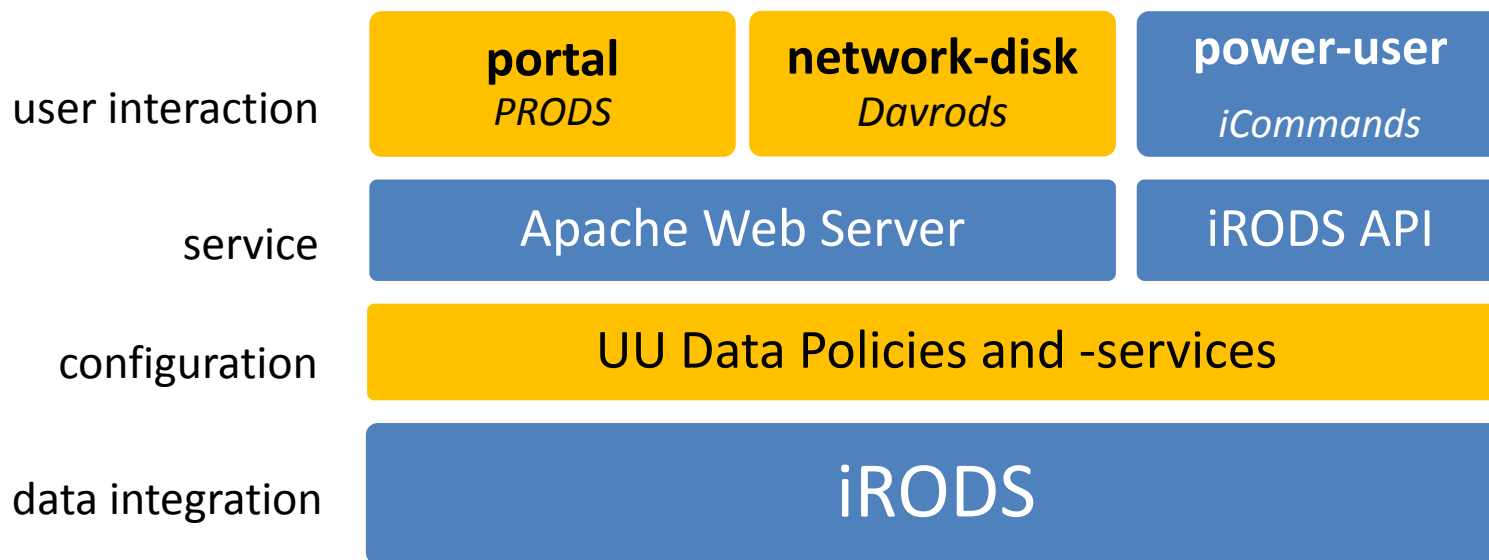 user interaction
portal
PRODS
network-disk
Davrods
power-user
iCommands
service
Apache Web Server
iRODS API
configuration
UU Data Policies and -services
data integration
iRODS